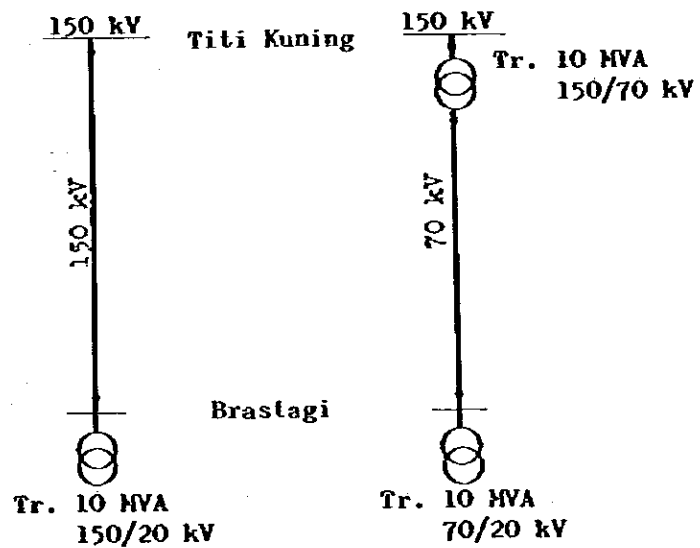 150 kV
Titi Kuning
150 kV
Tr. 10 MVA
150/70 kV
150 kV
70 kV
Brastagi
Tr. 10 MVA
150/20 kV
Tr. 10 MVA
70/20 kV